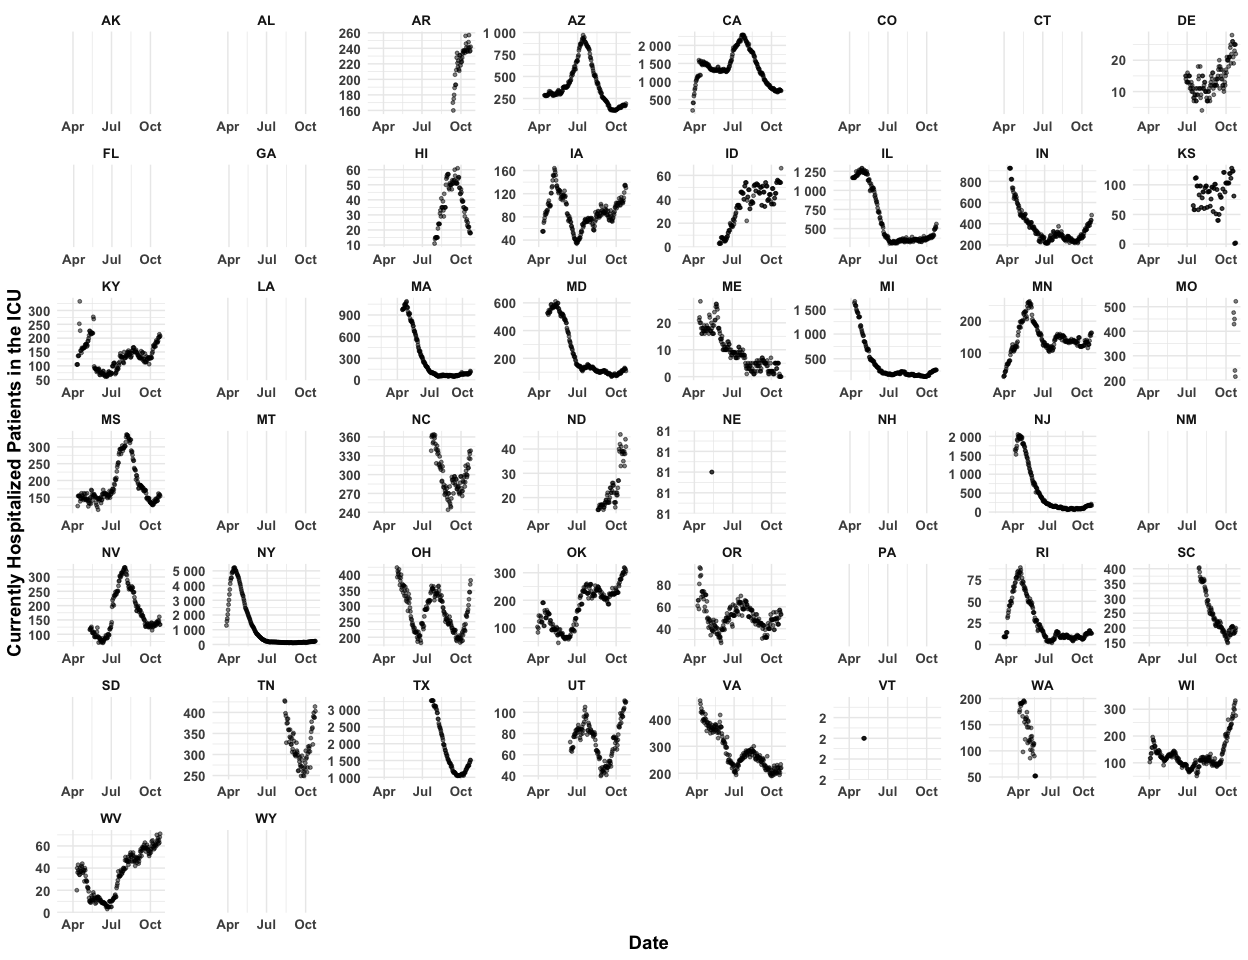 Currently Hospitalized Patients in the ICU
AK AL AR AZ CA CO CT DE
260 240 220 200 180 160
1 000 750 500 250
2 000 1 500 1 000 500
20 10
Apr Jul Oct Apr Jul Oct Apr Jul Oct Apr Jul Oct Apr Jul Oct Apr Jul Oct Apr Jul Oct Apr Jul Oct
FL GA HI IA ID IL IN KS
60 50 40 30 20 10
160 120 80 40
60 40 20 0
1 250 1 000 750 500
800 600 400 200
100 50 0
Apr Jul Oct Apr Jul Oct Apr Jul Oct Apr Jul Oct Apr Jul Oct Apr Jul Oct Apr Jul Oct Apr Jul Oct
KY LA MA MD ME MI MN MO
300 250 200 150 100 50
900 600 300 0
600 400 200
20 10 0
1 500 1 000 500
200 100
500 400 300 200
Apr Jul Oct Apr Jul Oct Apr Jul Oct Apr Jul Oct Apr Jul Oct Apr Jul Oct Apr Jul Oct Apr Jul Oct
MS MT NC ND NE NH NJ NM
300 250 200 150
360 330 300 270 240
40 30 20
81 81 81 81 81
2 000 1 500 1 000 500 0
Apr Jul Oct Apr Jul Oct Apr Jul Oct Apr Jul Oct Apr Jul Oct Apr Jul Oct Apr Jul Oct Apr Jul Oct
NV NY OH OK OR PA RI SC
300 250 200 150 100
5 000 4 000 3 000 2 000 1 000 0
400 350 300 250 200
300 200 100
80 60 40
75 50 25 0
400 350 300 250 200 150
Apr Jul Oct Apr Jul Oct Apr Jul Oct Apr Jul Oct Apr Jul Oct Apr Jul Oct Apr Jul Oct Apr Jul Oct
SD TN TX UT VA VT WA WI
400 350 300 250
3 000 2 500 2 000 1 500 1 000
100 80 60 40
400 300 200
2 2 2 2
200 150 100 50
300 200 100
Apr Jul Oct Apr Jul Oct Apr Jul Oct Apr Jul Oct Apr Jul Oct Apr Jul Oct Apr Jul Oct Apr Jul Oct
WV WY
60 40 20 0
Apr Jul Oct Apr Jul Oct
Date